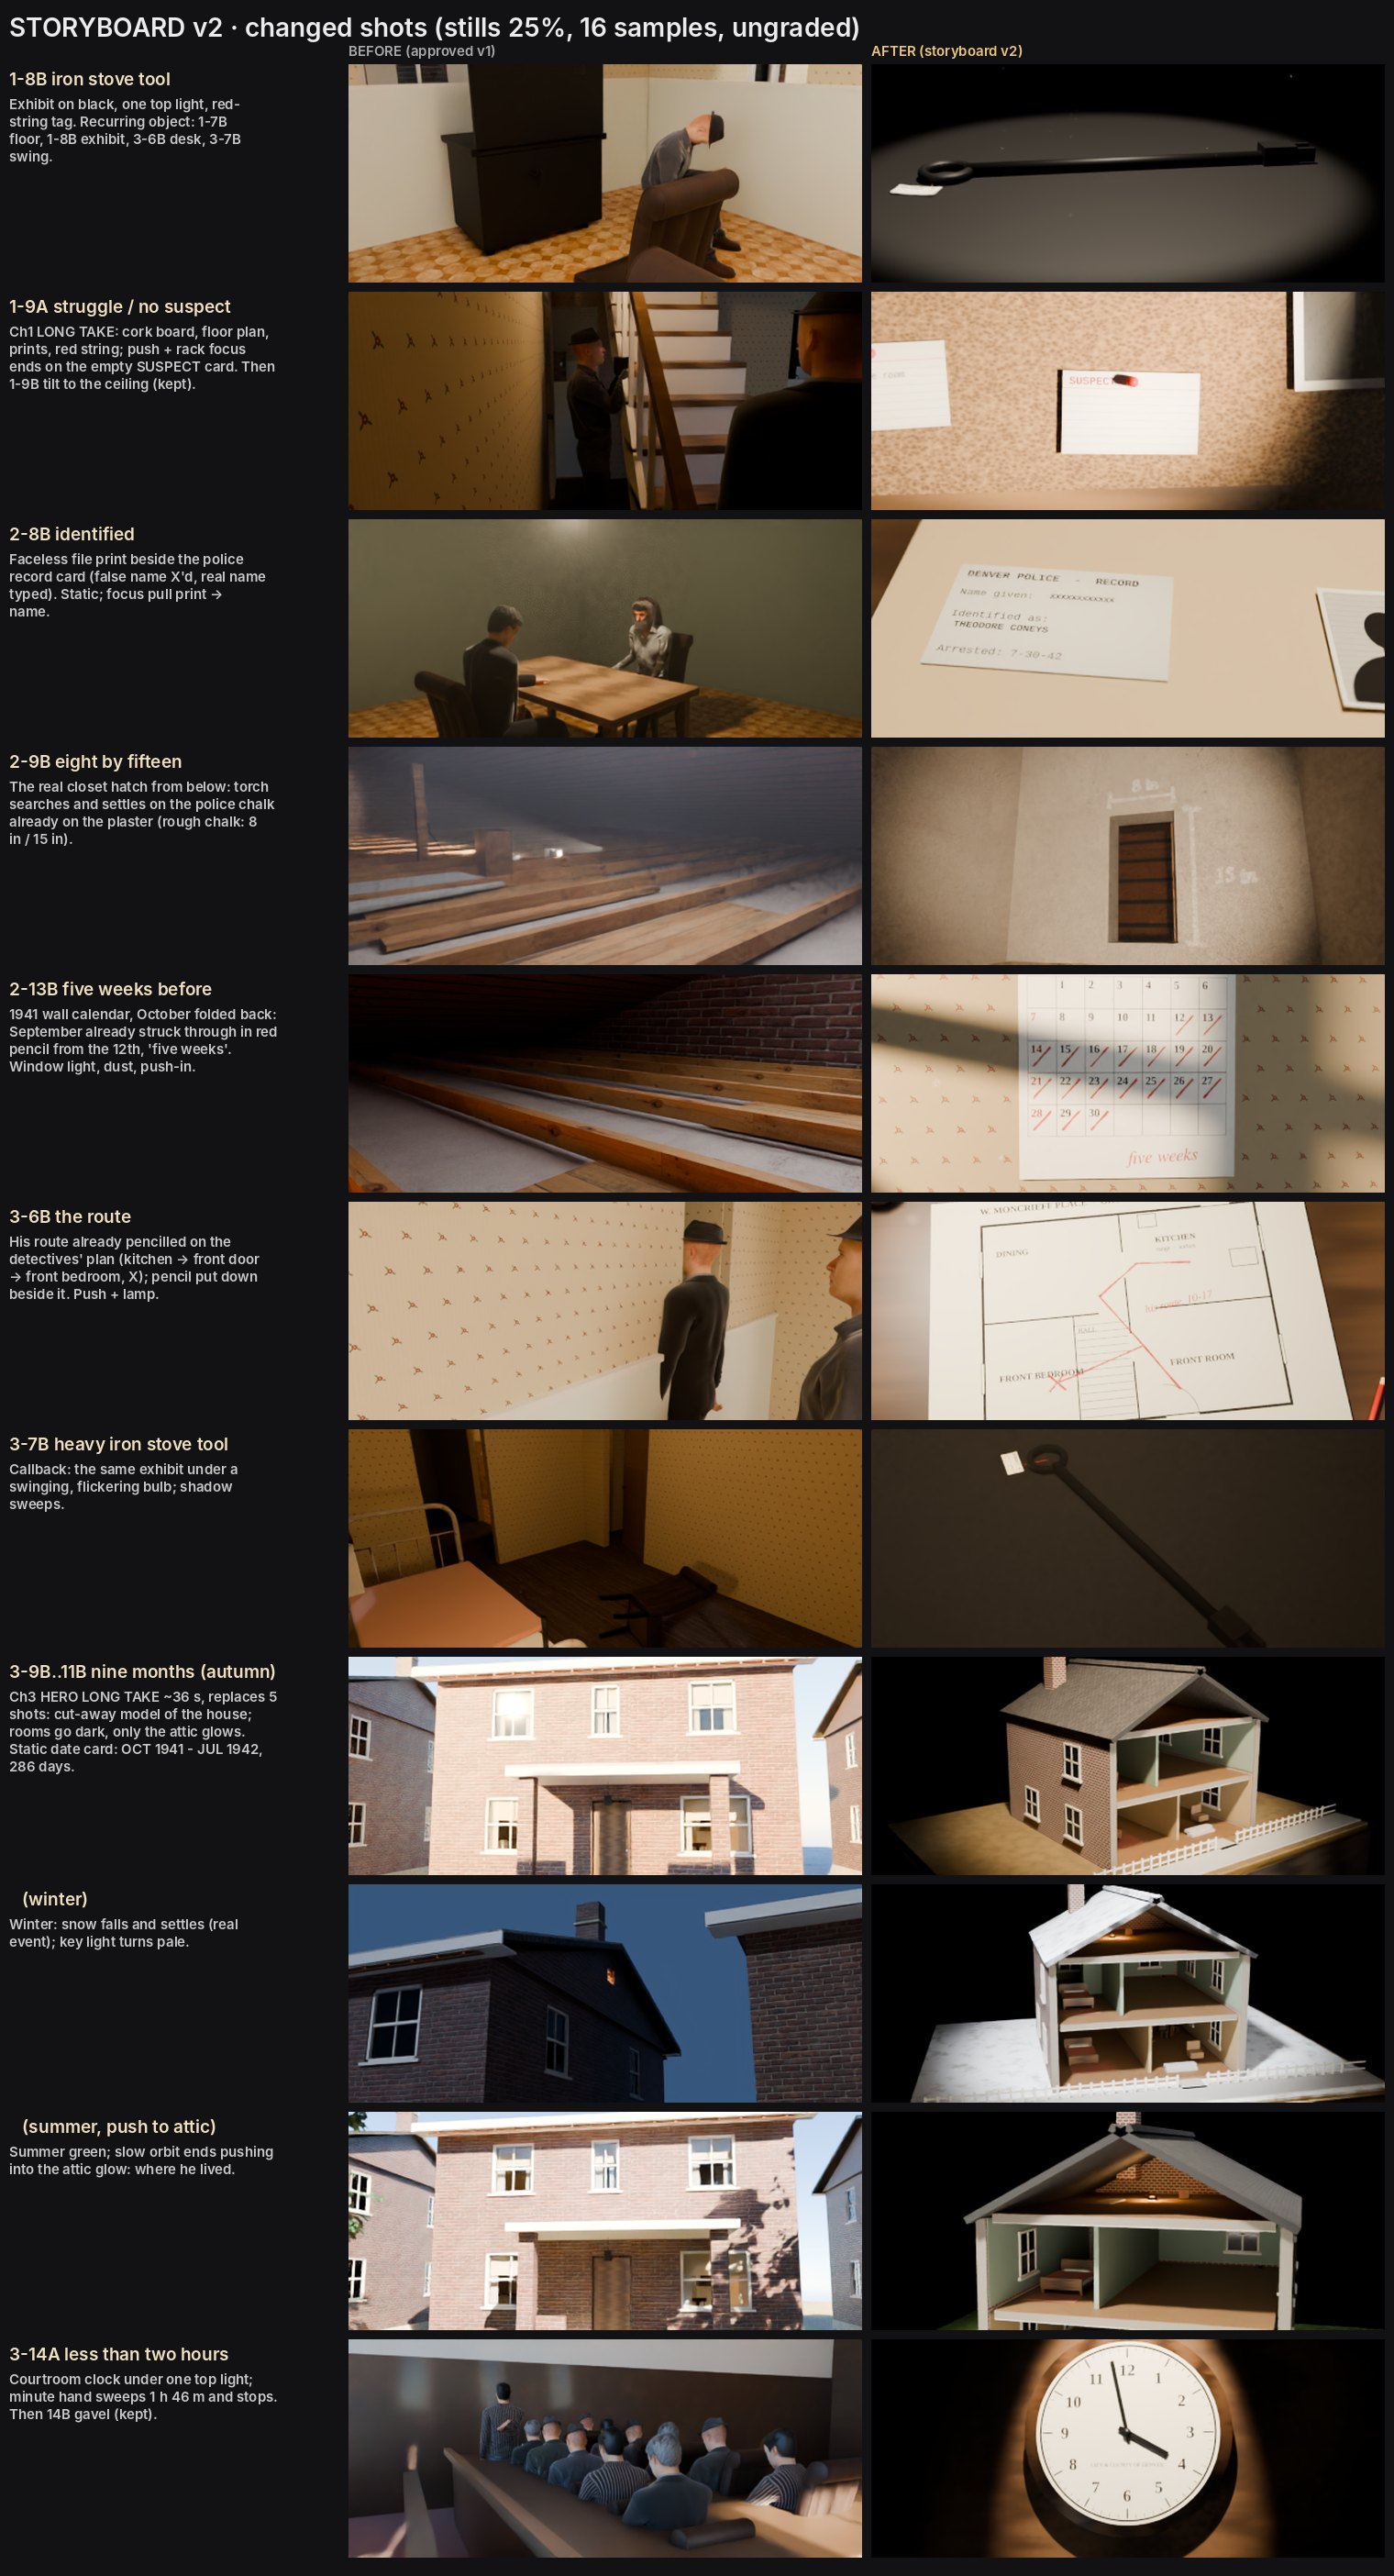 STORYBOARD v2 · changed shots (stills 25%, 16 samples, ungraded)
BEFORE (approved v1)
AFTER (storyboard v2)
1-8B iron stove tool
Exhibit on black, one top light, red-
string tag. Recurring object: 1-7B
floor, 1-8B exhibit, 3-6B desk, 3-7B
swing.
1-9A struggle / no suspect
Ch1 LONG TAKE: cork board, floor plan,
prints, red string; push + rack focus
ends on the empty SUSPECT card. Then
1-9B tilt to the ceiling (kept).
ROOM
SUSPECT
2-8B identified
Faceless file print beside the police
record card (false name X'd, real name
typed). Static; focus pull print →
name.
DENVER POLICE - RECORD
Name given: xxxxxxxxxxxx
Identified as:
THEODORE CONEYS
Arrested: 7-30-42
2-9B eight by fifteen
The real closet hatch from below: torch
searches and settles on the police chalk
already on the plaster (rough chalk: 8
in / 15 in).
8 in
15 in
2-13B five weeks before
1941 wall calendar, October folded back:
September already struck through in red
pencil from the 12th, 'five weeks'.
Window light, dust, push-in.
1 2 3 4 5 6
7 8 9 10 11 12 13
14 15 16 17 18 19 20
21 22 23 24 25 26 27
28 29 30
five weeks
3-6B the route
His route already pencilled on the
detectives' plan (kitchen → front door
→ front bedroom, X); pencil put down
beside it. Push + lamp.
W. MONCRIEFF PLACE
DINING
KITCHEN
his route 10-17
HALL
FRONT BEDROOM
FRONT ROOM
3-7B heavy iron stove tool
Callback: the same exhibit under a
swinging, flickering bulb; shadow
sweeps.
3-9B..11B nine months (autumn)
Ch3 HERO LONG TAKE ~36 s, replaces 5
shots: cut-away model of the house;
rooms go dark, only the attic glows.
Static date card: OCT 1941 - JUL 1942,
286 days.
(winter)
Winter: snow falls and settles (real
event); key light turns pale.
(summer, push to attic)
Summer green; slow orbit ends pushing
into the attic glow: where he lived.
3-14A less than two hours
Courtroom clock under one top light;
minute hand sweeps 1 h 46 m and stops.
Then 14B gavel (kept).
12
11 1
10 2
9 3
8 4
7 5
6